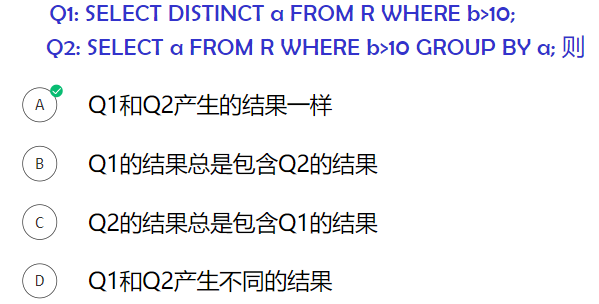 Q1: SELECT DISTINCT a FROM R WHERE b>10;
Q2: SELECT a FROM R WHERE b>10 GROUP BY a; 则
A Q1和Q2产生的结果一样
B Q1的结果总是包含Q2的结果
C Q2的结果总是包含Q1的结果
D Q1和Q2产生不同的结果